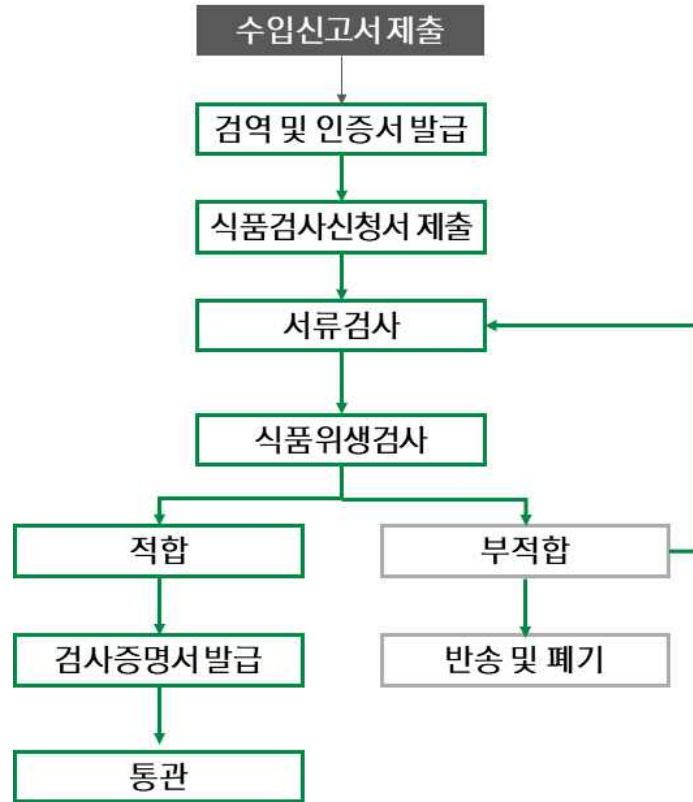 수입신고서 제출
검역 및 인증서 발급
식품검사신청서 제출
서류검사
식품위생검사
적합
부적합
검사증명서 발급
반송 및 폐기
통관